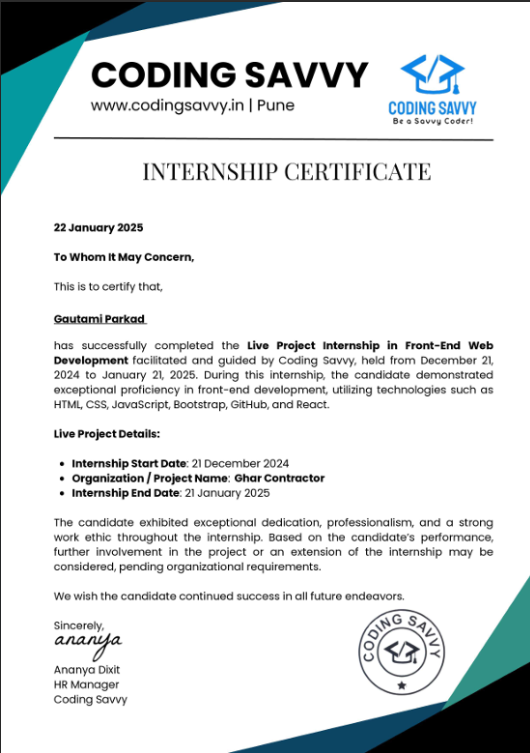 CODING SAVVY
www.codingsavvy.in | Pune
CODING SAVVY
Be a Savvy Coder!
INTERNSHIP CERTIFICATE
22 January 2025
To Whom It May Concern,
This is to certify that,
Gautami Parkad
has successfully completed the Live Project Internship in Front-End Web
Development facilitated and guided by Coding Savvy, held from December 21,
2024 to January 21, 2025. During this internship, the candidate demonstrated
exceptional proficiency in front-end development, utilizing technologies such as
HTML, CSS, JavaScript, Bootstrap, GitHub, and React.
Live Project Details:
• Internship Start Date: 21 December 2024
• Organization / Project Name: Ghar Contractor
• Internship End Date: 21 January 2025
The candidate exhibited exceptional dedication, professionalism, and a strong
work ethic throughout the internship. Based on the candidate's performance,
further involvement in the project or an extension of the internship may be
considered, pending organizational requirements.
We wish the candidate continued success in all future endeavors.
Sincerely,
ananya
Ananya Dixit
HR Manager
Coding Savvy
CODING SAVVY